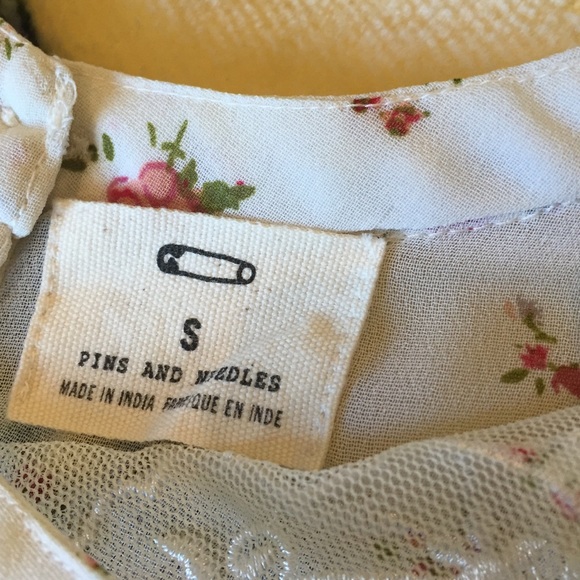 S
PINS AND NEEDLES
MADE IN INDIA FABRIQUE EN INDE